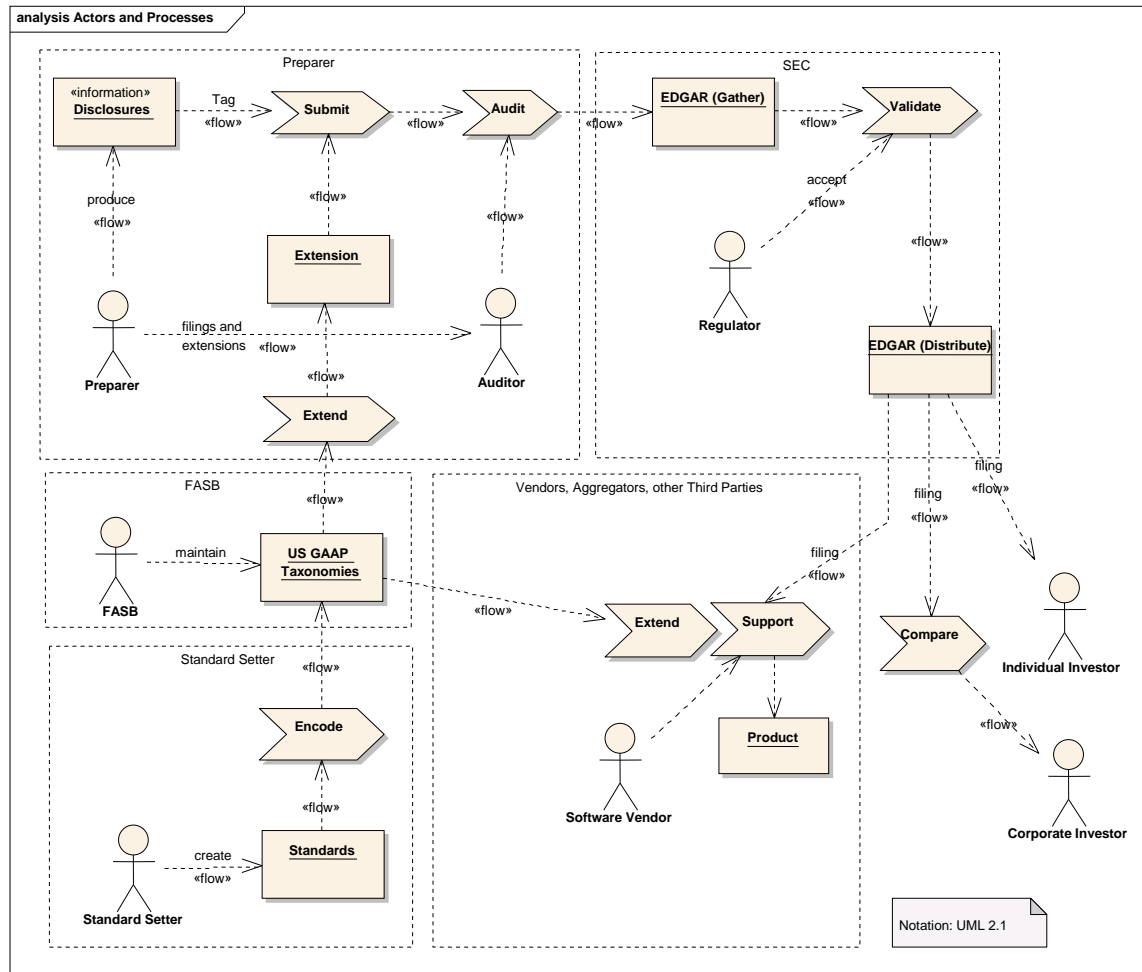 analysis Actors and Processes
Preparer
SEC
«information»
Disclosures
Tag
«flow»
Submit
«flow»
Audit
«flow»
EDGAR (Gather)
«flow»
Validate
produce
«flow»
«flow»
«flow»
accept
«flow»
«flow»
Extension
Preparer
filings and
extensions
«flow»
Auditor
Regulator
EDGAR (Distribute)
«flow»
Extend
FASB
«flow»
Vendors, Aggregators, other Third Parties
filing
«flow»
filing
«flow»
filing
«flow»
FASB
maintain
US GAAP
Taxonomies
«flow»
Extend
Support
Compare
Individual Investor
Standard Setter
«flow»
Encode
«flow»
Product
«flow»
Software Vendor
Corporate Investor
Standard Setter
create
«flow»
Standards
Notation: UML 2.1